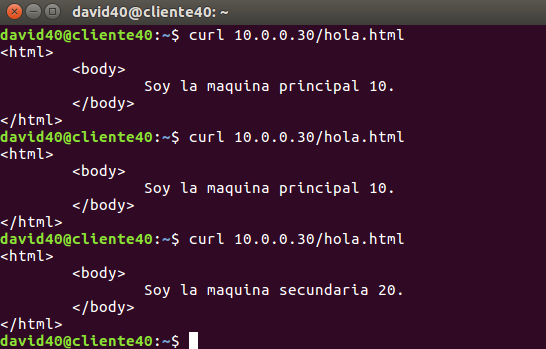 david40@cliente40: ~
david40@cliente40:~$ curl 10.0.0.30/hola.html
<html>
        <body>
                Soy la maquina principal 10.
        </body>
</html>
david40@cliente40:~$ curl 10.0.0.30/hola.html
<html>
        <body>
                Soy la maquina principal 10.
        </body>
</html>
david40@cliente40:~$ curl 10.0.0.30/hola.html
<html>
        <body>
                Soy la maquina secundaria 20.
        </body>
</html>
david40@cliente40:~$